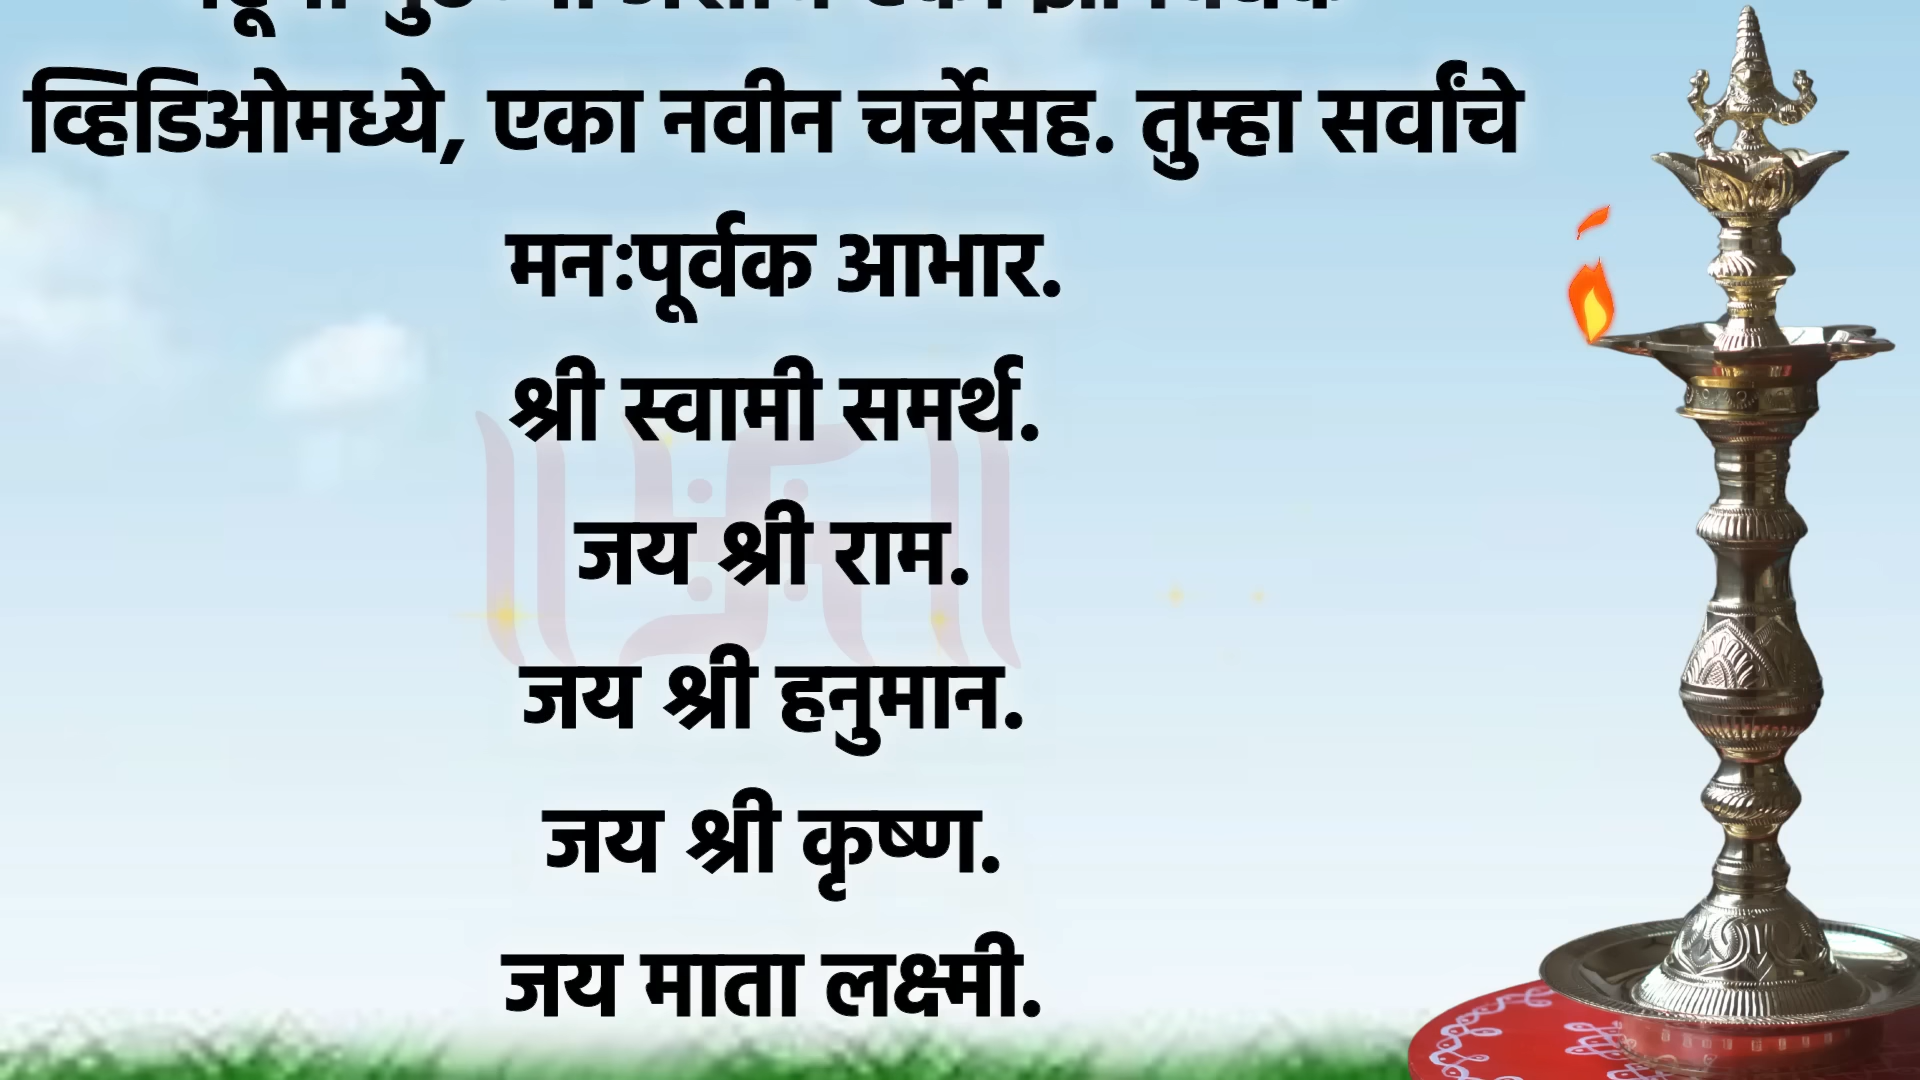 व्हिडिओमध्ये, एका नवीन चर्चेसह. तुम्हा सर्वांचे
मनःपूर्वक आभार.
श्री स्वामी समर्थ.
जय श्री राम.
जय श्री हनुमान.
जय श्री कृष्ण.
जय माता लक्ष्मी.